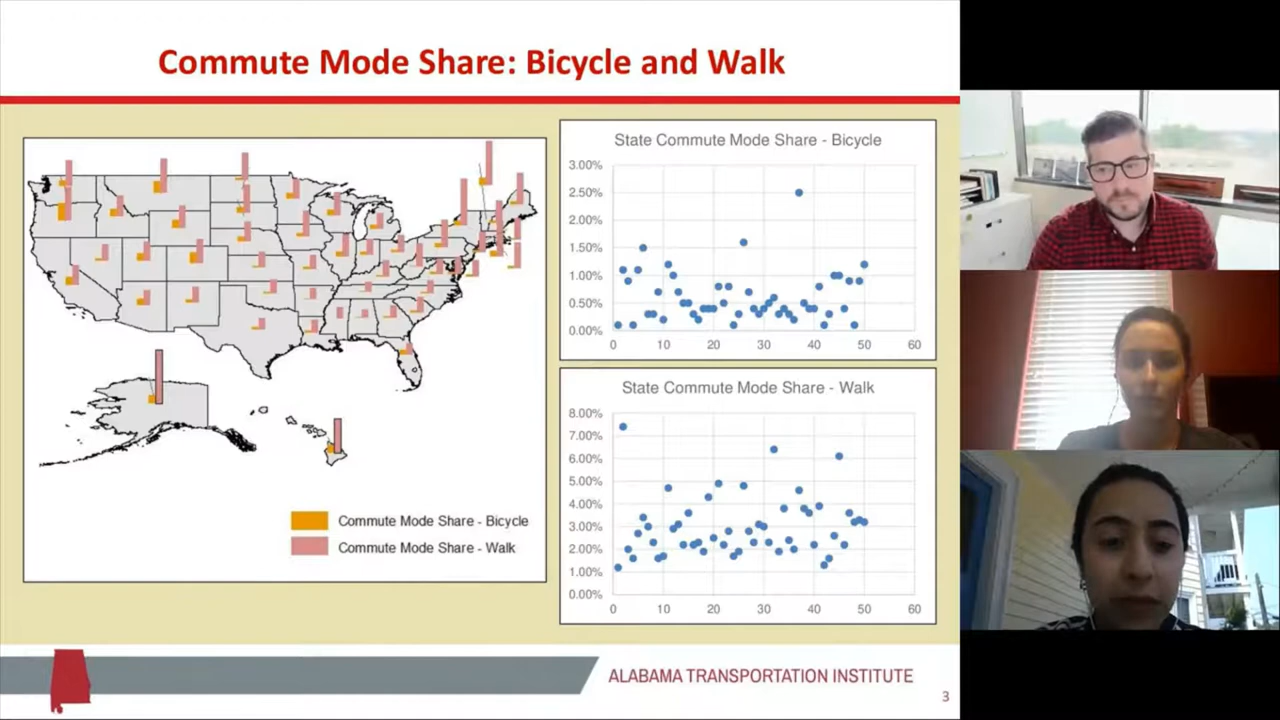 Commute Mode Share: Bicycle and Walk
Commute Mode Share - Bicycle
Commute Mode Share - Walk
State Commute Mode Share - Bicycle
3.00%
2.50%
2.00%
1.50%
1.00%
0.50%
0.00%
0 10 20 30 40 50 60
State Commute Mode Share - Walk
8.00%
7.00%
6.00%
5.00%
4.00%
3.00%
2.00%
1.00%
0.00%
0 10 20 30 40 50 60
ALABAMA TRANSPORTATION INSTITUTE
3